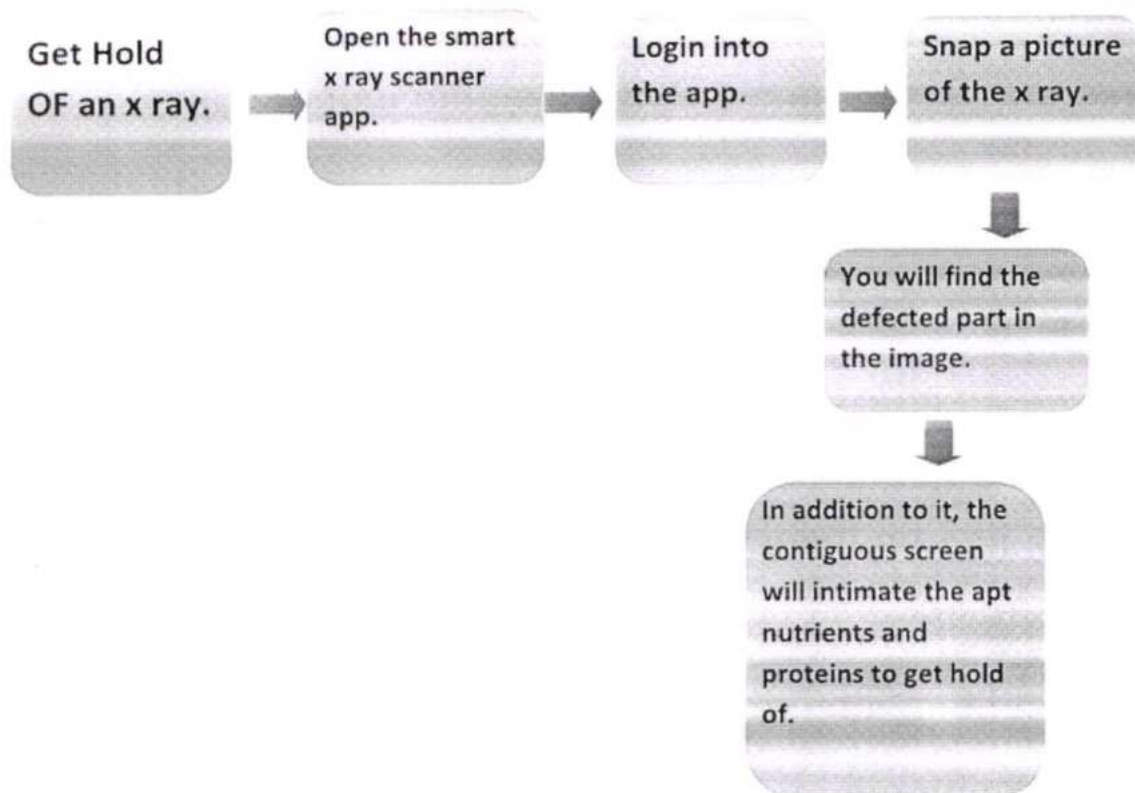 Get Hold
OF an x ray.
Open the smart
x ray scanner
app.
Login into
the app.
Snap a picture
of the x ray.
You will find the
defected part in
the image.
In addition to it, the
contiguous screen
will intimate the apt
nutrients and
proteins to get hold
of.